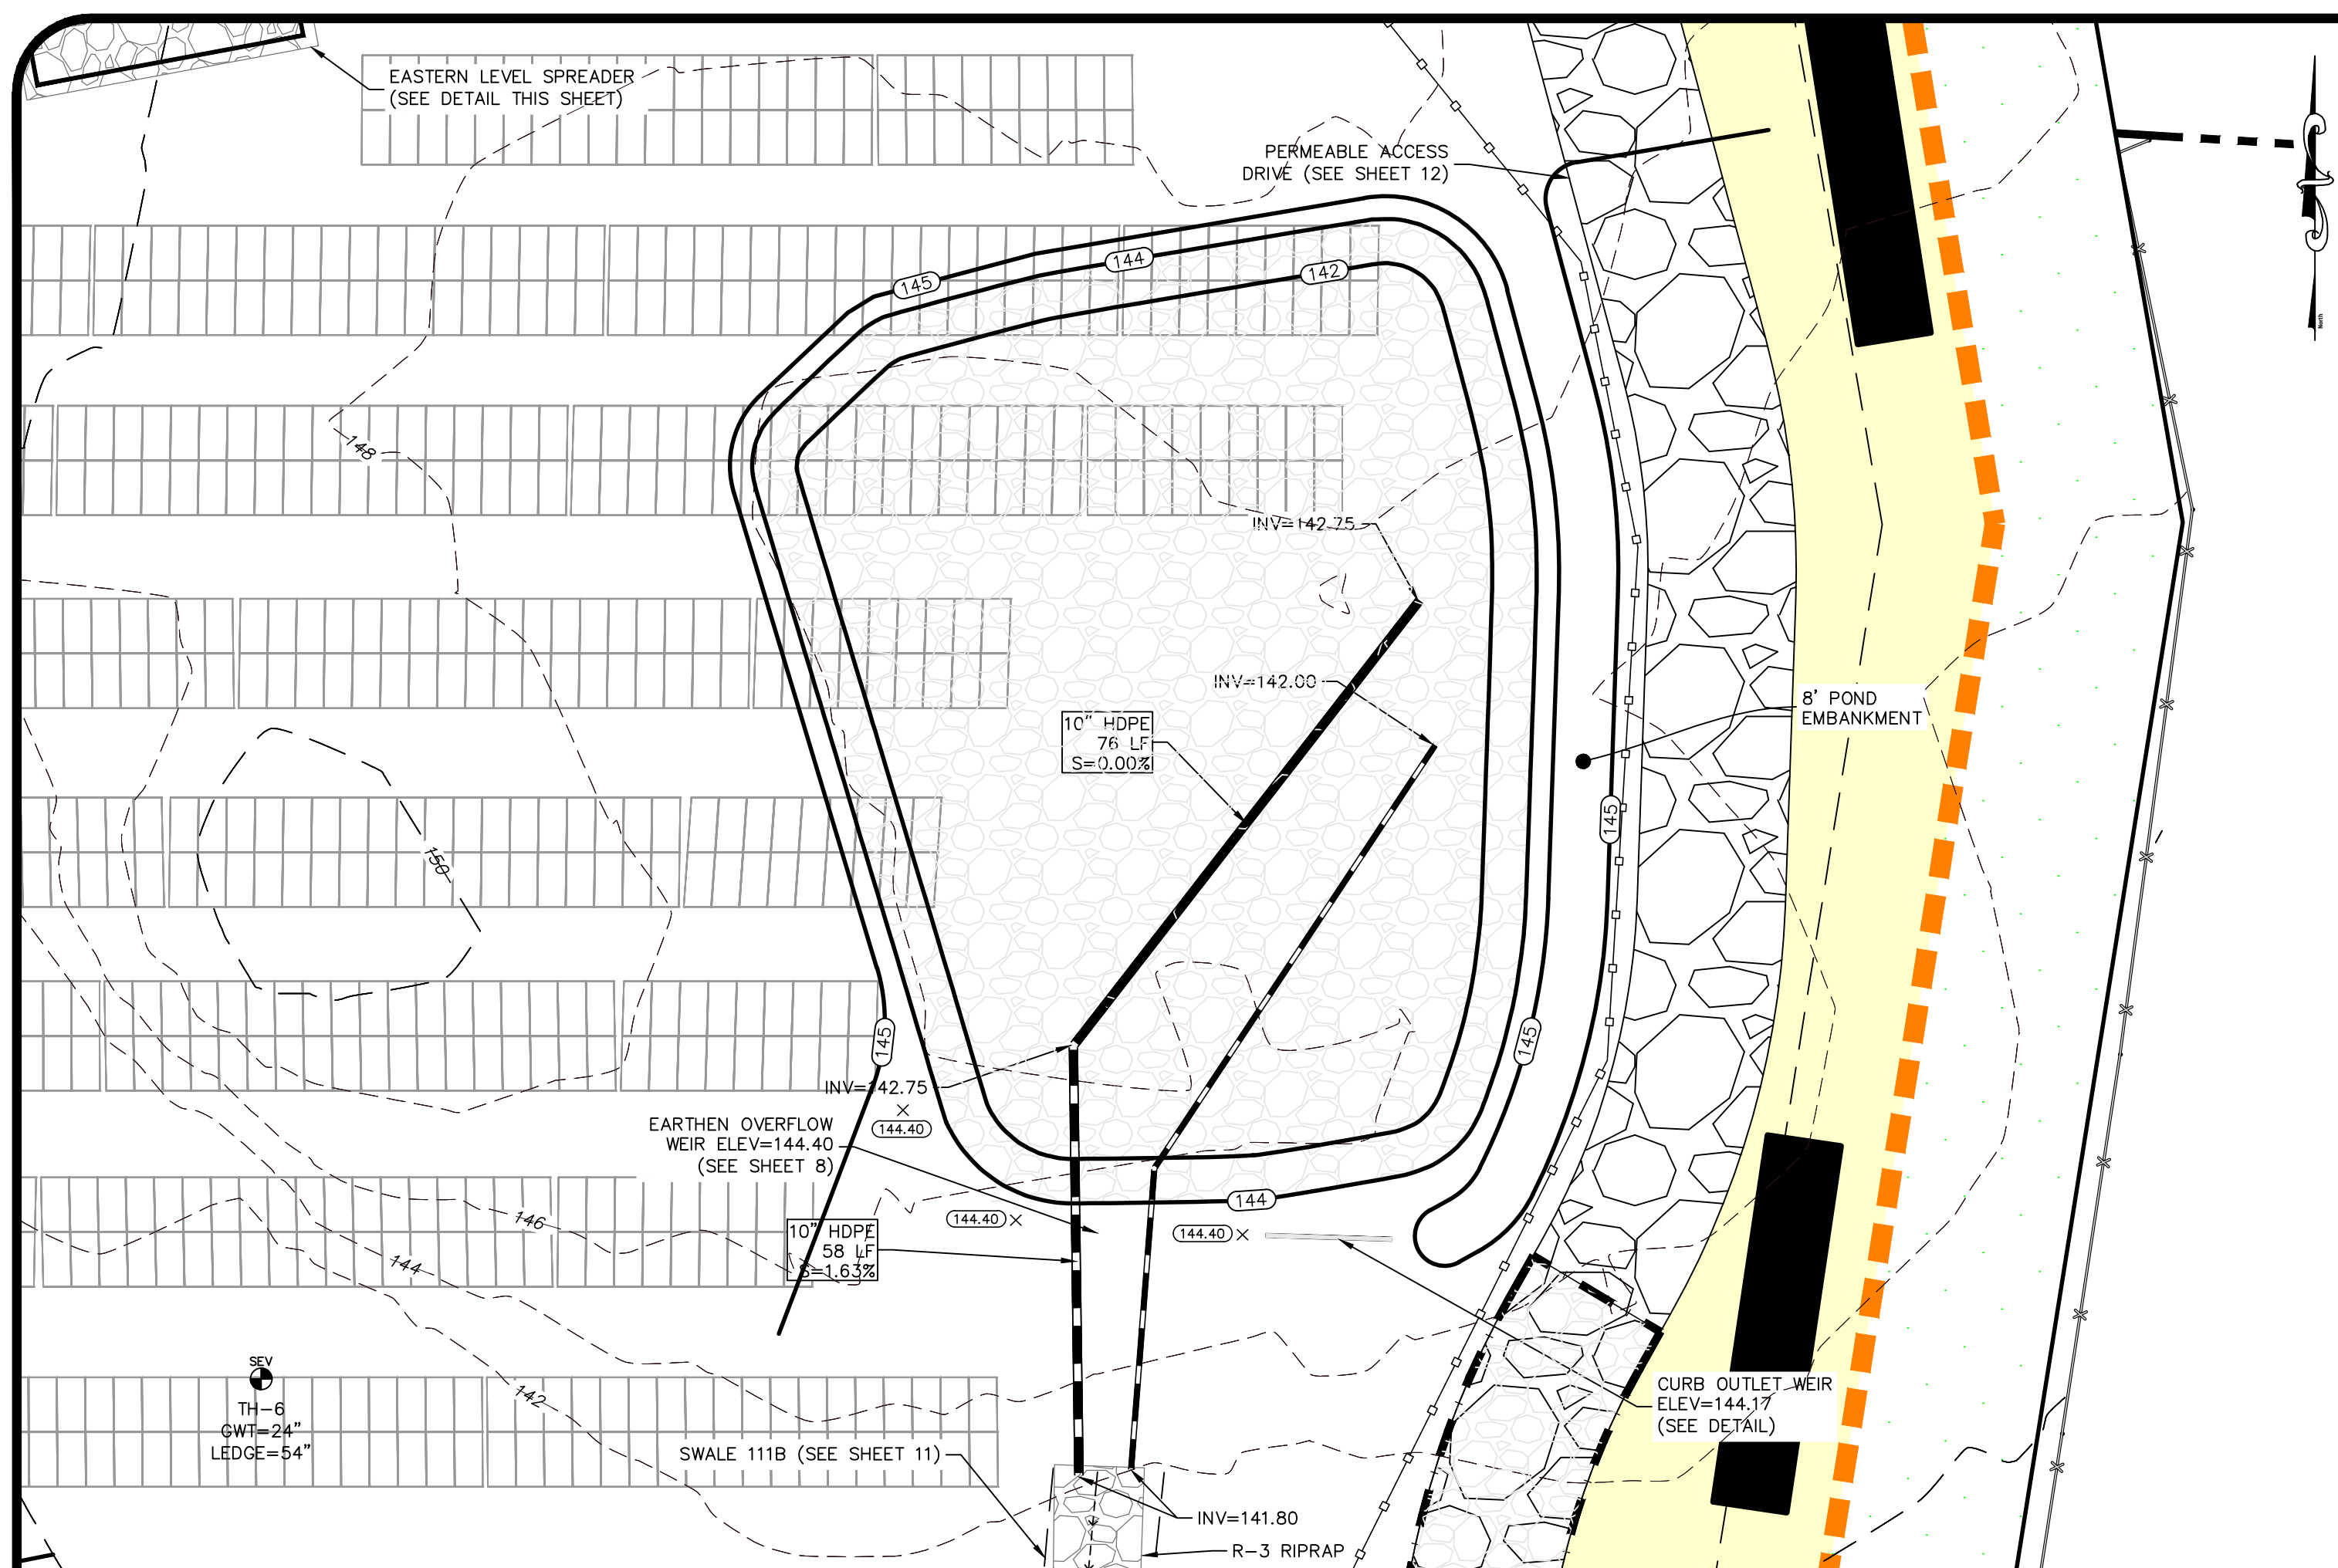 EASTERN LEVEL SPREADER
(SEE DETAIL THIS SHEET)
PERMEABLE ACCESS
DRIVE (SEE SHEET 12)
North
145
144
142
148
INV=142.75
INV=142.00
10" HDPE
76 LF
S=0.00%
8' POND
EMBANKMENT
145
150
145
145
INV=142.75
144.40
EARTHEN OVERFLOW
WEIR ELEV=144.40
(SEE SHEET 8)
144
144.40
144.40
146
10" HDPE
58 LF
S=1.63%
144
SEV
TH-6
GWT=24"
LEDGE=54"
142
CURB OUTLET WEIR
ELEV=144.17
(SEE DETAIL)
SWALE 111B (SEE SHEET 11)
INV=141.80
R-3 RIPRAP